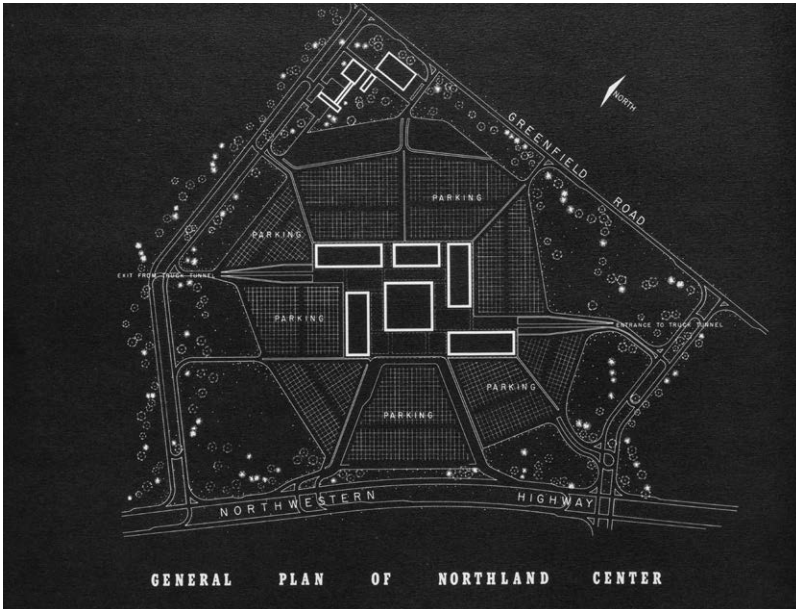 NORTH
GREENFIELD ROAD
PARKING
PARKING
EXIT FROM TRUCK TUNNEL
PARKING
ENTRANCE TO TRUCK TUNNEL
PARKING
PARKING
NORTHWESTERN HIGHWAY
GENERAL PLAN OF NORTHLAND CENTER